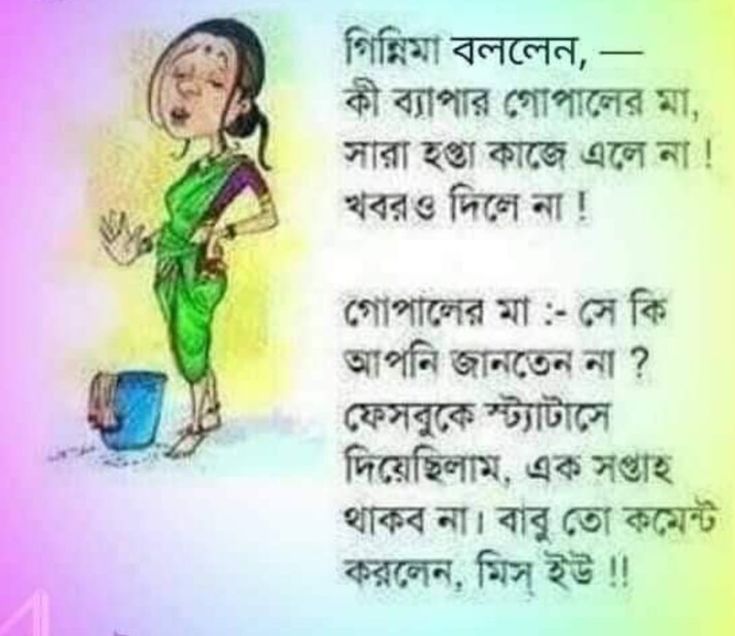 গিন্নিমা বললেন, —
কী ব্যাপার গোপালের মা,
সারা হপ্তা কাজে এলে না !
খবরও দিলে না !
গোপালের মা :- সে কি
আপনি জানতেন না ?
ফেসবুকে স্ট্যাটাসে
দিয়েছিলাম, এক সপ্তাহ
থাকব না। বাবু তো কমেন্ট
করলেন, মিস্ ইউ !!